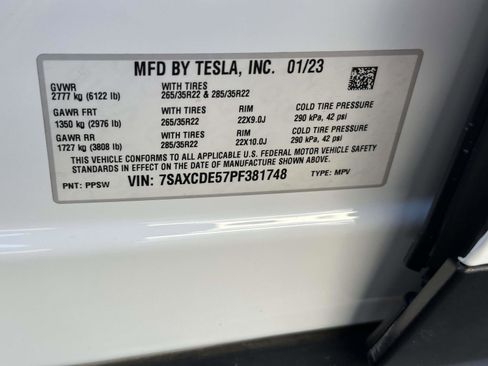 MFD BY TESLA, INC. 01/23
GVWR
2777 kg (6122 lb)
WITH TIRES
265/35R22 & 285/35R22
GAWR FRT
1350 kg (2976 lb)
WITH TIRES
265/35R22
RIM
22X9.0J
COLD TIRE PRESSURE
290 kPa, 42 psi
GAWR RR
1727 kg (3808 lb)
WITH TIRES
285/35R22
RIM
22X10.0J
COLD TIRE PRESSURE
290 kPa, 42 psi
THIS VEHICLE CONFORMS TO ALL APPLICABLE U.S. FEDERAL MOTOR VEHICLE SAFETY
STANDARDS IN EFFECT ON THE DATE OF MANUFACTURE SHOWN ABOVE.
PNT: PPSW
VIN: 7SAXCDE57PF381748
TYPE: MPV